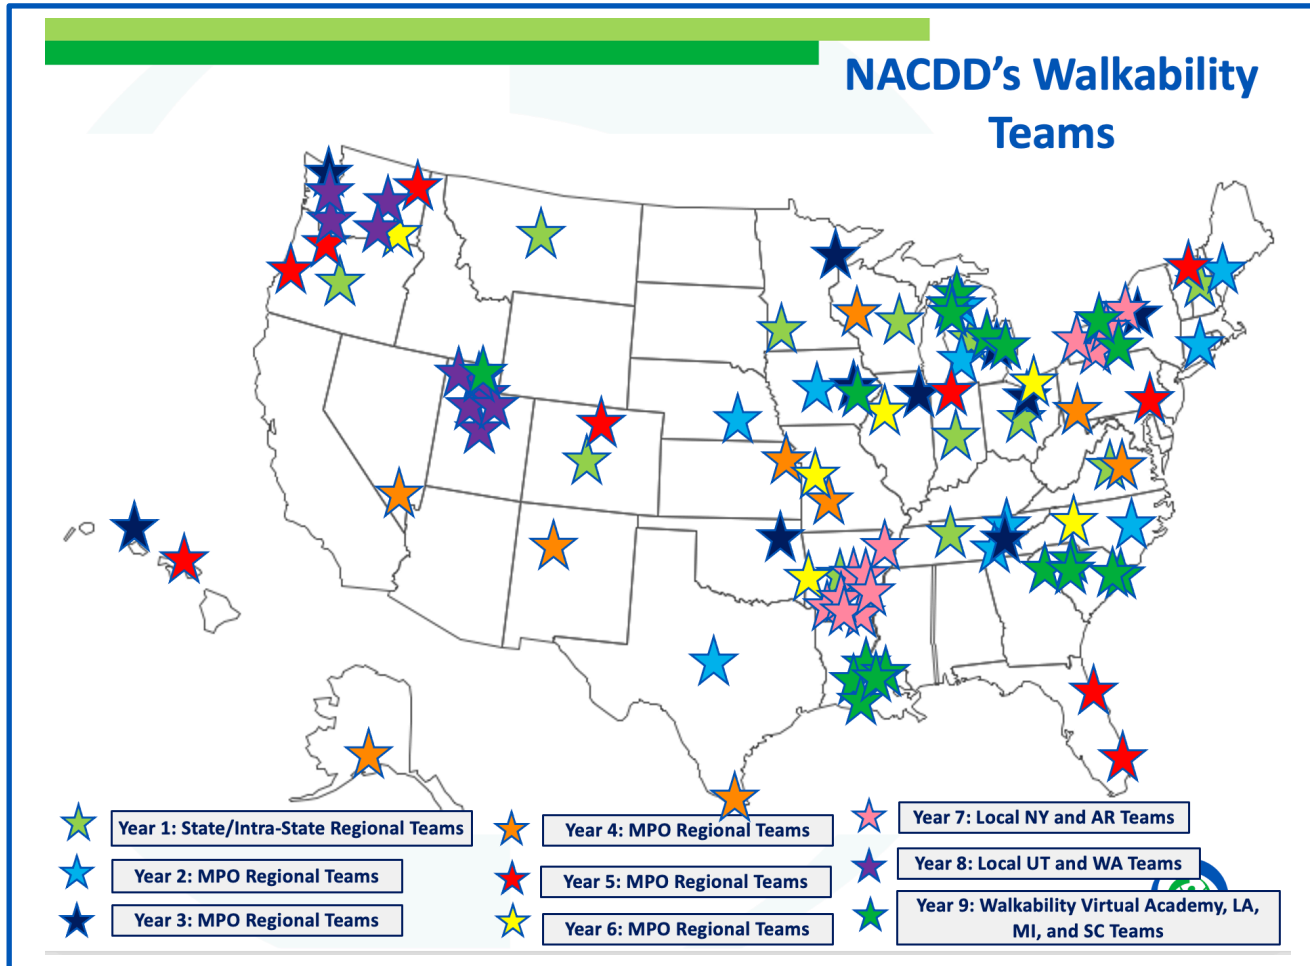 NACDD’s Walkability
Teams
Year 1: State/Intra-State Regional Teams
Year 2: MPO Regional Teams
Year 3: MPO Regional Teams
Year 4: MPO Regional Teams
Year 5: MPO Regional Teams
Year 6: MPO Regional Teams
Year 7: Local NY and AR Teams
Year 8: Local UT and WA Teams
Year 9: Walkability Virtual Academy, LA,
MI, and SC Teams